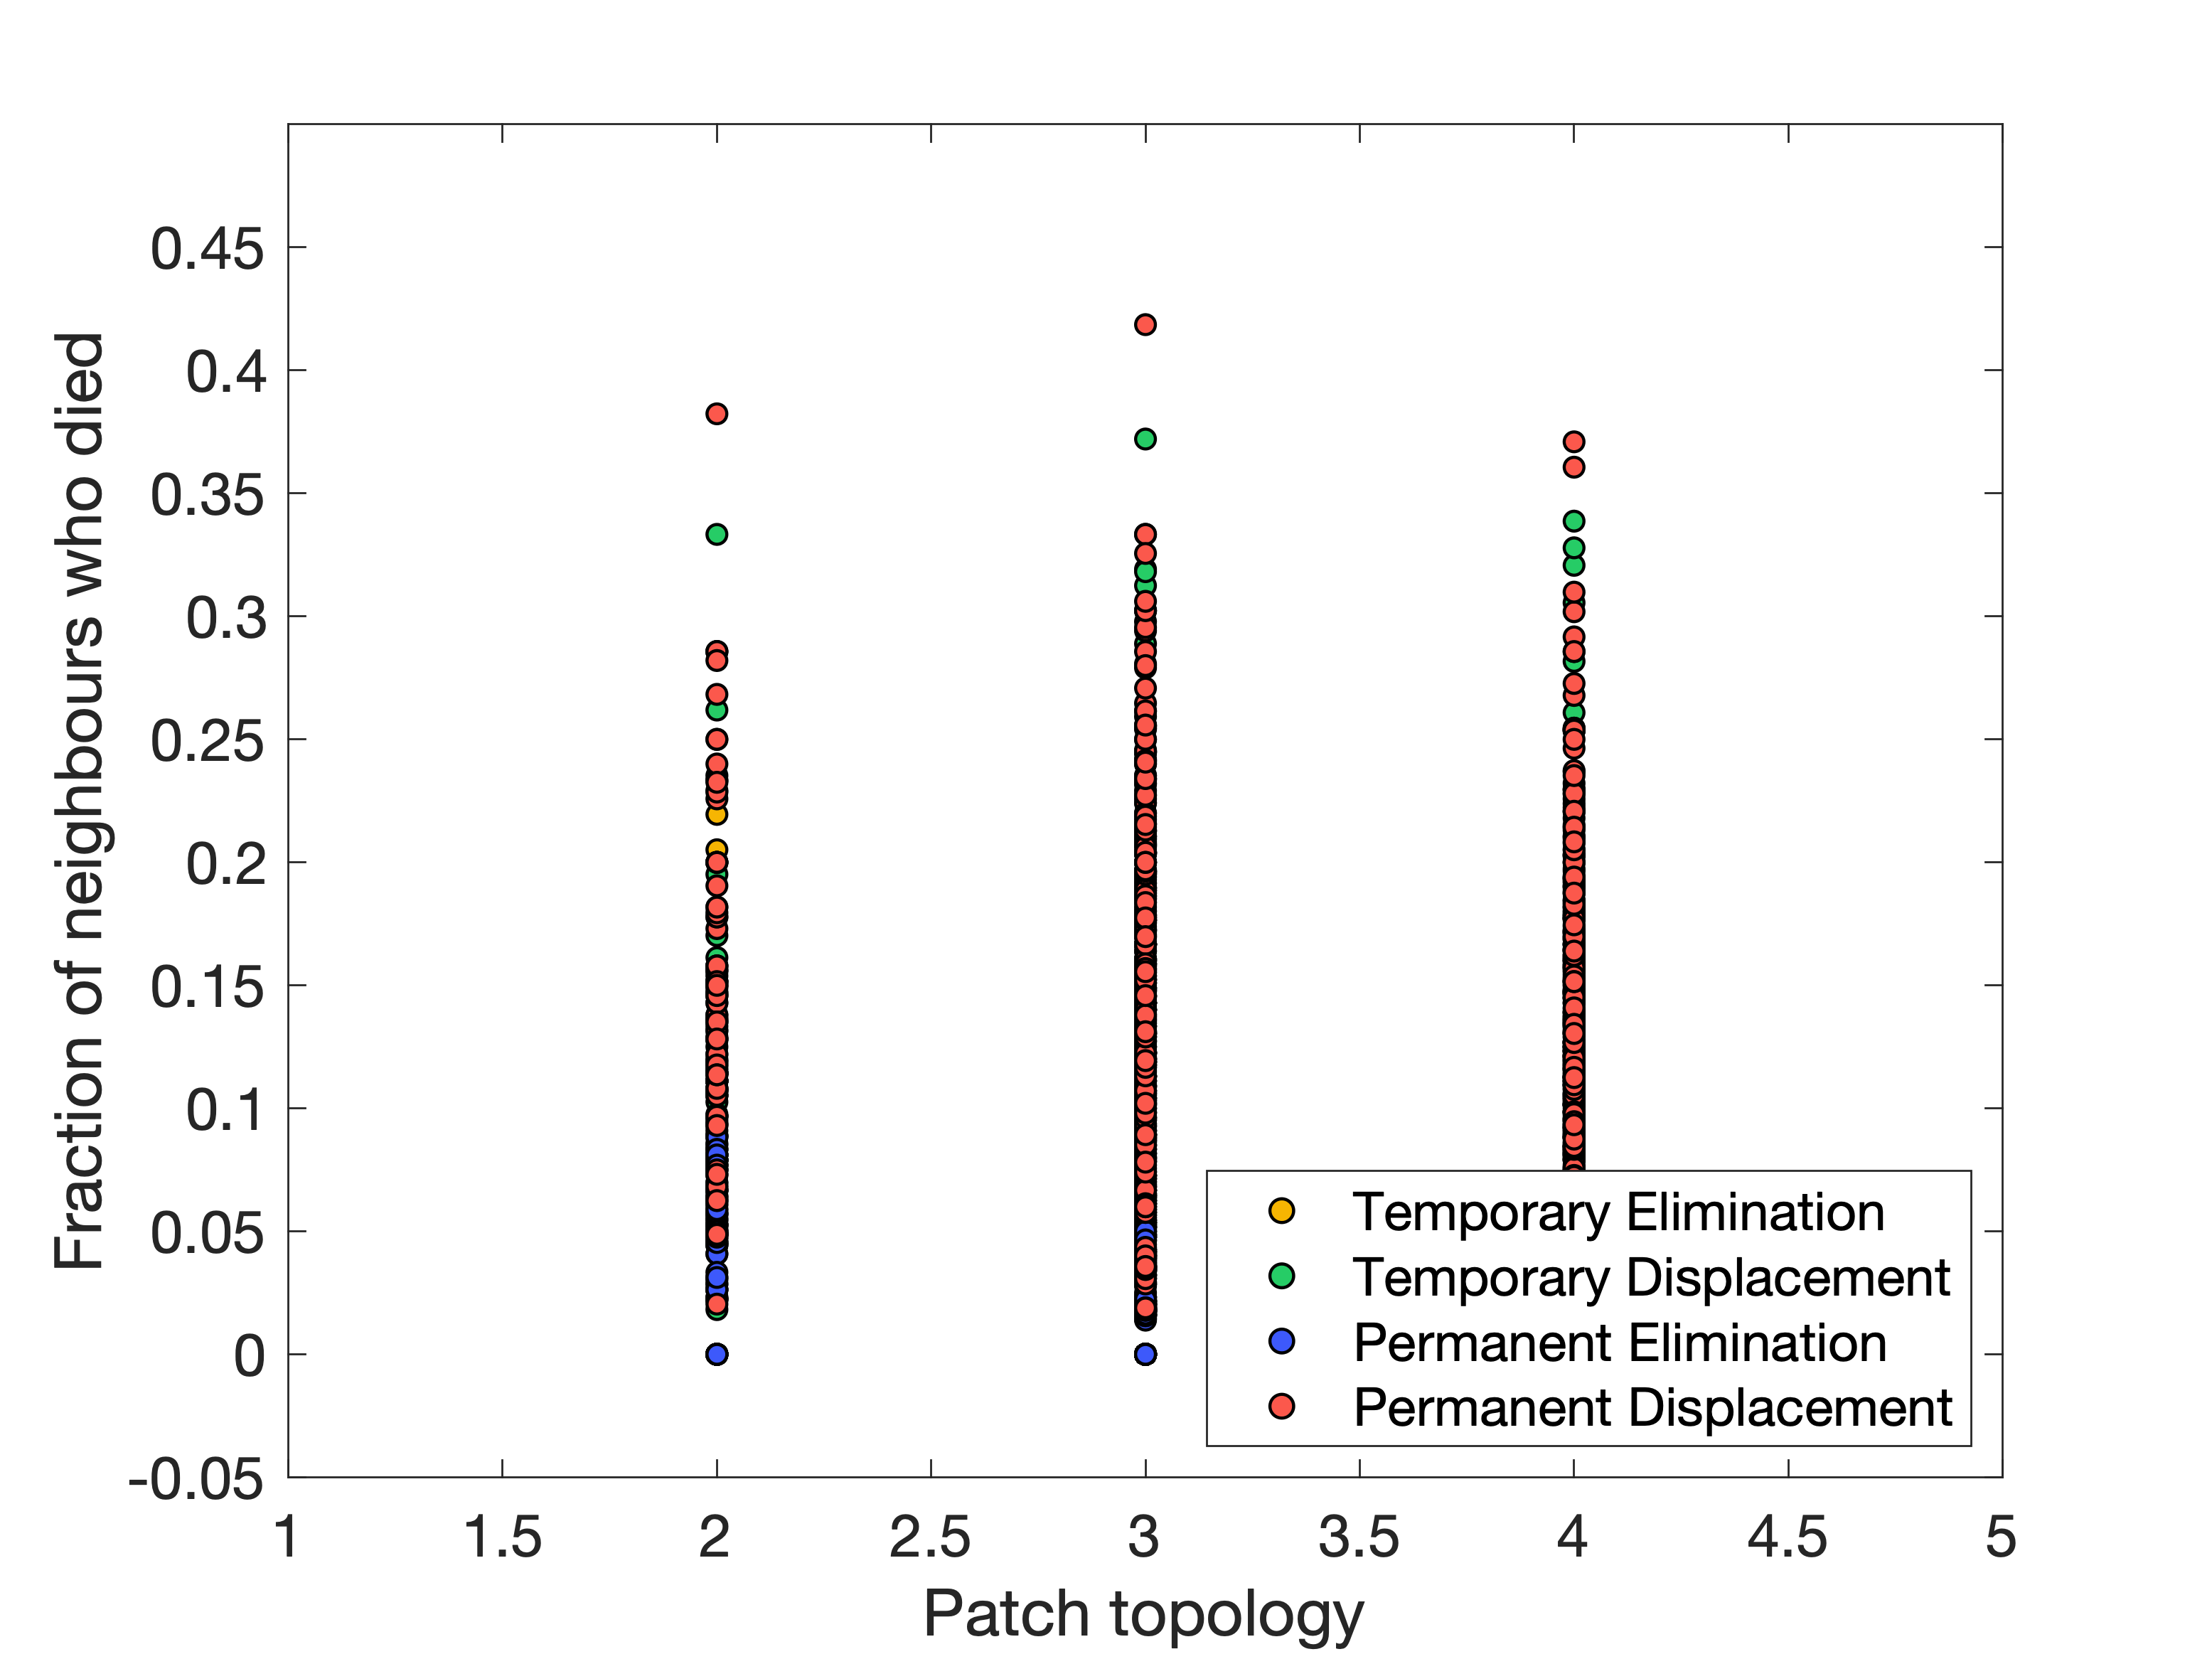 Fraction of neighbours who died
0.45
0.4
0.35
0.3
0.25
0.2
0.15
0.1
0.05
0
-0.05
1 1.5 2 2.5 3 3.5 4 4.5 5
Patch topology
Temporary Elimination
Temporary Displacement
Permanent Elimination
Permanent Displacement